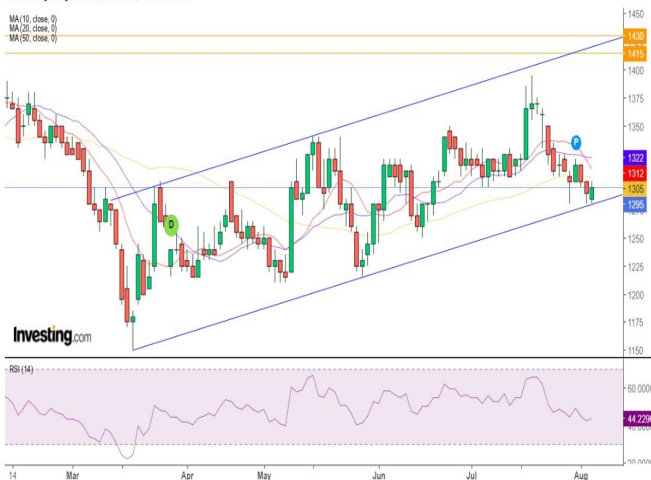 MA (10, close, 0)
MA (20, close, 0)
MA (50, close, 0)
1450
1430
1415
1400
1375
1350
1322
1312
1305
1295
1250
1225
1200
1175
1150
P
D
Investing.com
RSI (14)
60.0000
44.229
14 Mar Apr May Jun Jul Aug